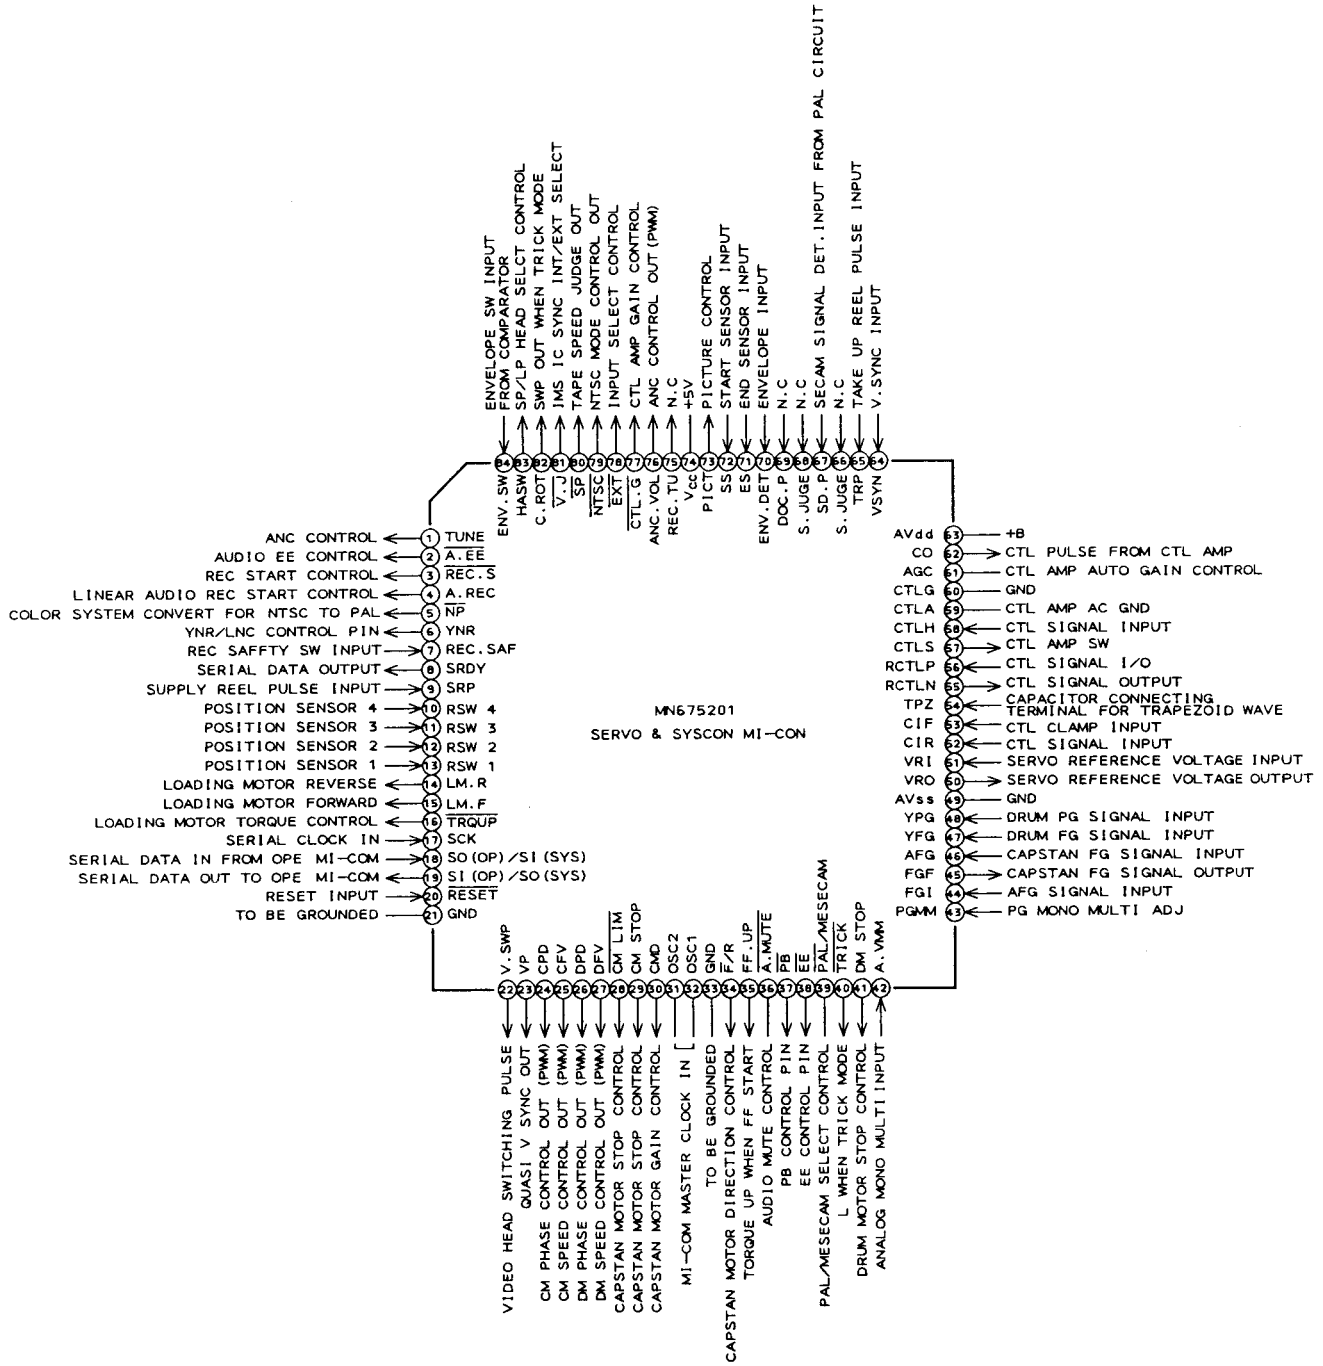 ENVELOPE SW INPUT
FROM COMPARATOR
SP/LP HEAD SELCT CONTROL
SWP OUT WHEN TRICK MODE
IMS IC SYNC INT/EXT SELECT
TAPE SPEED JUDGE OUT
NTSC MODE CONTROL OUT
INPUT SELECT CONTROL
CTL AMP GAIN CONTROL
ANC CONTROL OUT (PWM)
N.C
+5V
PICTURE CONTROL
START SENSOR INPUT
END SENSOR INPUT
ENVELOPE INPUT
N.C
N.C
SECAM SIGNAL DET.INPUT FROM PAL CIRCUIT
N.C
TAKE UP REEL PULSE INPUT
V.SYNC INPUT
84 83 82 81 80 79 78 77 76 75 74 73 72 71 70 69 68 67 66 65 64
ENV.SW
HASW
C.ROT
V.J
SP
NTSC
EXT
CTL.G
ANC.VOL
REC.TU
Vcc
PICT
SS
ES
ENV.DET
DOC.P
S.JUGE
SD.P
S.JUGE
TRP
VSYN
ANC CONTROL 1 TUNE
AUDIO EE CONTROL 2 A.EE
REC START CONTROL 3 REC.S
LINEAR AUDIO REC START CONTROL 4 A.REC
COLOR SYSTEM CONVERT FOR NTSC TO PAL 5 NP
YNR/LNC CONTROL PIN 6 YNR
REC SAFFTY SW INPUT 7 REC.SAF
SERIAL DATA OUTPUT 8 SRDY
SUPPLY REEL PULSE INPUT 9 SRP
POSITION SENSOR 4 10 RSW 4
POSITION SENSOR 3 11 RSW 3
POSITION SENSOR 2 12 RSW 2
POSITION SENSOR 1 13 RSW 1
LOADING MOTOR REVERSE 14 LM.R
LOADING MOTOR FORWARD 15 LM.F
LOADING MOTOR TORQUE CONTROL 16 TRQUP
SERIAL CLOCK IN 17 SCK
SERIAL DATA IN FROM OPE MI-COM 18 SO(OP)/SI(SYS)
SERIAL DATA OUT TO OPE MI-COM 19 SI(OP)/SO(SYS)
RESET INPUT 20 RESET
TO BE GROUNDED 21 GND
MN675201
SERVO & SYSCON MI-CON
AVdd 63 +B
CO 62 CTL PULSE FROM CTL AMP
AGC 61 CTL AMP AUTO GAIN CONTROL
CTLG 60 GND
CTLA 59 CTL AMP AC GND
CTLH 58 CTL SIGNAL INPUT
CTLS 57 CTL AMP SW
RCTLP 56 CTL SIGNAL I/O
RCTLN 55 CTL SIGNAL OUTPUT
TPZ 54 CAPACITOR CONNECTING
TERMINAL FOR TRAPEZOID WAVE
CIF 53 CTL CLAMP INPUT
CIR 52 CTL SIGNAL INPUT
VRI 51 SERVO REFERENCE VOLTAGE INPUT
VRO 50 SERVO REFERENCE VOLTAGE OUTPUT
AVss 49 GND
YPG 48 DRUM PG SIGNAL INPUT
YFG 47 DRUM FG SIGNAL INPUT
AFG 46 CAPSTAN FG SIGNAL INPUT
FGF 45 CAPSTAN FG SIGNAL OUTPUT
FGI 44 AFG SIGNAL INPUT
PGMM 43 PG MONO MULTI ADJ
V.SWP
VP
CPD
CFV
DPD
DFV
CM LIM
CM STOP
CMD
OSC2
OSC1
GND
F/R
FF.UP
A.MUTE
PB
EE
PAL/MESECAM
TRICK
DM STOP
A.VMM
22 23 24 25 26 27 28 29 30 31 32 33 34 35 36 37 38 39 40 41 42
VIDEO HEAD SWITCHING PULSE
QUASI V SYNC OUT
CM PHASE CONTROL OUT (PWM)
CM SPEED CONTROL OUT (PWM)
DM PHASE CONTROL OUT (PWM)
DM SPEED CONTROL OUT (PWM)
CAPSTAN MOTOR STOP CONTROL
CAPSTAN MOTOR STOP CONTROL
CAPSTAN MOTOR GAIN CONTROL
MI-COM MASTER CLOCK IN [
TO BE GROUNDED
CAPSTAN MOTOR DIRECTION CONTROL
TORQUE UP WHEN FF START
AUDIO MUTE CONTROL
PB CONTROL PIN
EE CONTROL PIN
PAL/MESECAM SELECT CONTROL
L WHEN TRICK MODE
DRUM MOTOR STOP CONTROL
ANALOG MONO MULTI INPUT